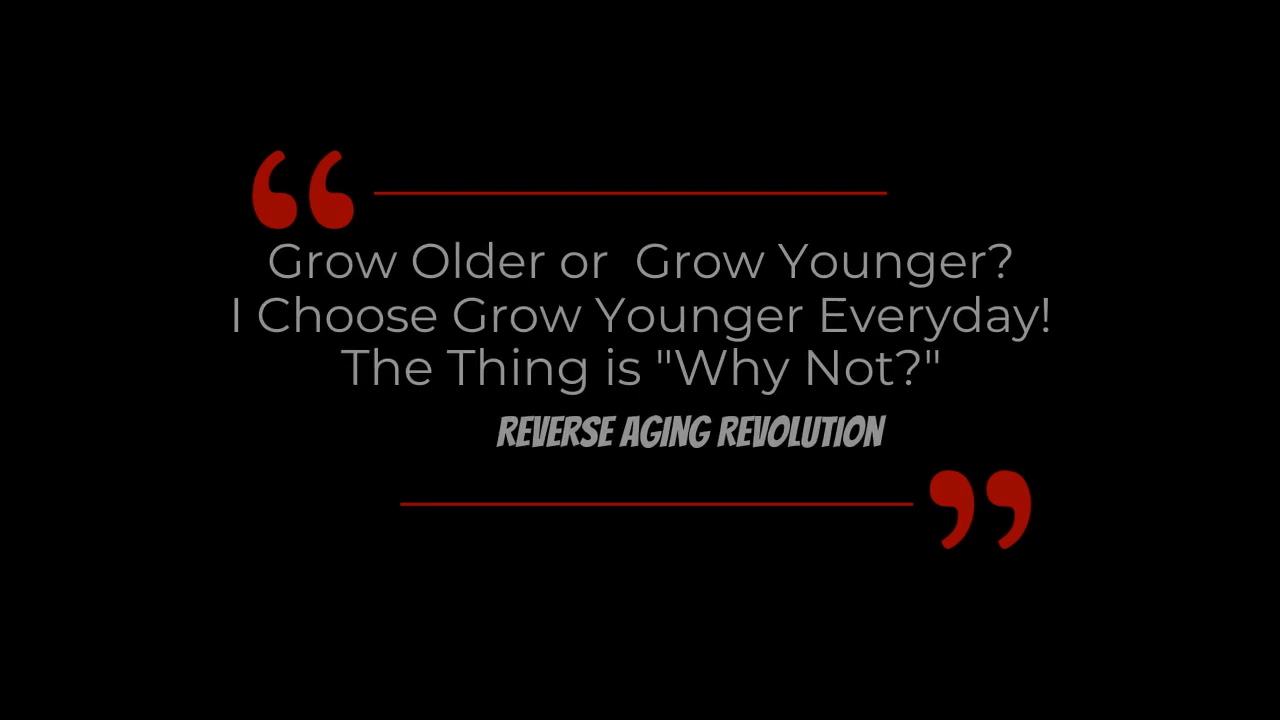 Grow Older or  Grow Younger?
I Choose Grow Younger Everyday!
The Thing is "Why Not?"
REVERSE AGING REVOLUTION